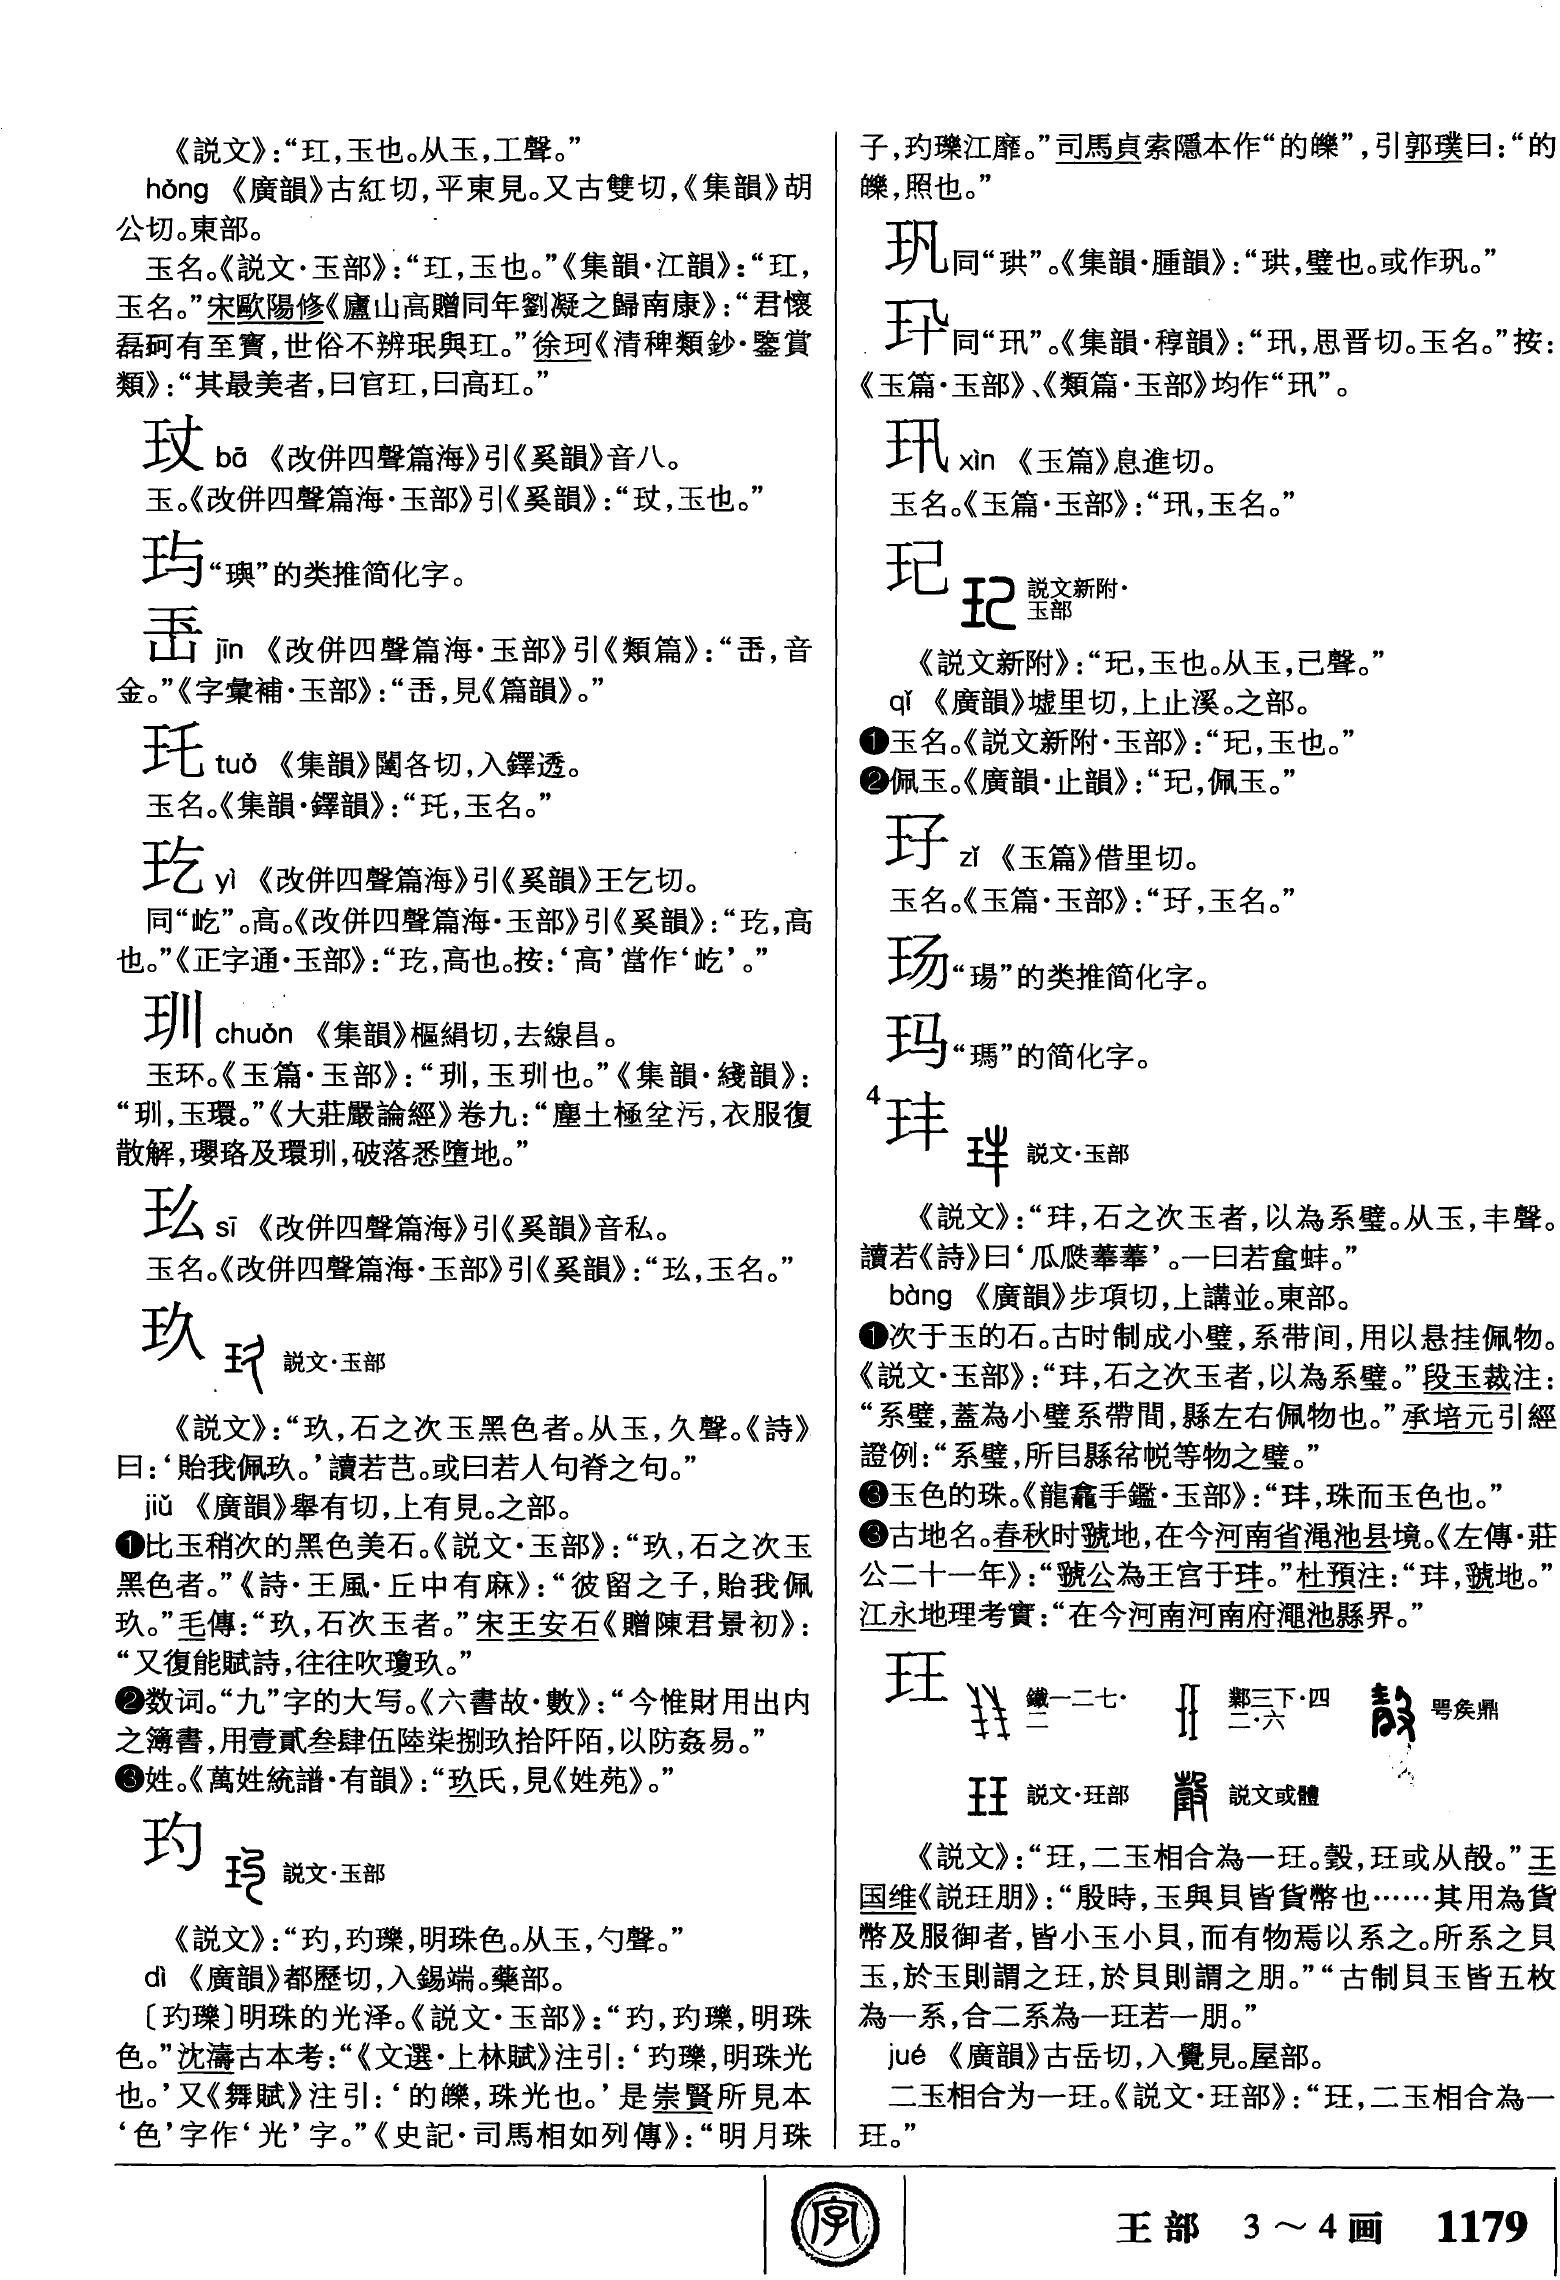 《説文》：“玒，玉也。从玉，工聲。”
hǒng 《廣韻》古紅切，平東見。又古雙切，《集韻》胡
公切。東部。
玉名。《説文·玉部》：“玒，玉也。”《集韻·江韻》：“玒，
玉名。”宋歐陽修《廬山高贈同年劉凝之歸南康》：“君懷
磊砢有至寳，世俗不辨珉與玒。”徐珂《清稗類鈔·鑒賞
類》：“其最美者，曰官玒，曰高玒。”
玟 bā 《改併四聲篇海》引《奚韻》音八。
玉。《改併四聲篇海·玉部》引《奚韻》：“，玉也。”
玙“璵”的类推简化字。
jīn 《改併四聲篇海·玉部》引《類篇》：“，音
金。”《字彙補·玉部》：“，見《篇韻》。”
玓 tuǒ 《集韻》闥各切，入鐸透。
玉名。《集韻·鐸韻》：“，玉名。”
yì 《改併四聲篇海》引《奚韻》王乞切。
同“屹”。高。《改併四聲篇海·玉部》引《奚韻》：“，高
也。”《正字通·玉部》：“，高也。按：‘高’當作‘屹’。”
玔 chuǒn 《集韻》樞絹切，去線昌。
玉环。《玉篇·玉部》：“玔，玉玔也。”《集韻·綫韻》：
“玔，玉環。”《大莊嚴論經》卷九：“塵土極坌污，衣服復
散解，瓔珞及環玔，破落悉墮地。”
sī 《改併四聲篇海》引《奚韻》音私。
玉名。《改併四聲篇海·玉部》引《奚韻》：“，玉名。”
玖 説文·玉部
《説文》：“玖，石之次玉黑色者。从玉，久聲。《詩》
曰：‘貽我佩玖。’讀若芑。或曰若人句脊之句。”
jiǔ 《廣韻》舉有切，上有見。之部。
❶比玉稍次的黑色美石。《説文·玉部》：“玖，石之次玉
黑色者。”《詩·王風·丘中有麻》：“彼留之子，貽我佩
玖。”毛傳：“玖，石次玉者。”宋王安石《贈陳君景初》：
“又復能賦詩，往往吹瓊玖。”
❷数词。“九”字的大写。《六書故·數》：“今惟財用出内
之簿書，用壹貳叁肆伍陸柒捌玖拾阡陌，以防姦易。”
❸姓。《萬姓統譜·有韻》：“玖氏，見《姓苑》。”
玓 説文·玉部
《説文》：“玓，玓瓅，明珠色。从玉，勺聲。”
dì 《廣韻》都歷切，入錫端。藥部。
〔玓瓅〕明珠的光泽。《説文·玉部》：“玓，玓瓅，明珠
色。”沈濤古本考：“《文選·上林賦》注引：‘玓瓅，明珠光
也。’又《舞賦》注引：‘的皪，珠光也。’是崇賢所見本
‘色’字作‘光’字。”《史記·司馬相如列傳》：“明月珠
子，玓瓅江靡。”司馬貞索隱本作“的皪”，引郭璞曰：“的
皪，照也。”
玑同“珙”。《集韻·腫韻》：“珙，璧也。或作。”
同“玔”。《集韻·稕韻》：“，思晋切。玉名。”按：
《玉篇·玉部》、《類篇·玉部》均作“”。
xìn 《玉篇》息進切。
玉名。《玉篇·玉部》：“，玉名。”
玘 説文新附·
玉部
《説文新附》：“玘，玉也。从玉，己聲。”
qǐ 《廣韻》墟里切，上止溪。之部。
❶玉名。《説文新附·玉部》：“玘，玉也。”
❷佩玉。《廣韻·止韻》：“玘，佩玉。”
㺭 zǐ 《玉篇》借里切。
玉名。《玉篇·玉部》：“，玉名。”
玚“瑒”的类推简化字。
玛“瑪”的简化字。
4 玤 説文·玉部
《説文》：“玤，石之次玉者，以為系璧。从玉，丰聲。
讀若《詩》曰‘瓜瓞菶菶’。一曰若蛤蚌。”
bàng 《廣韻》步項切，上講並。東部。
❶次于玉的石。古时制成小璧，系带间，用以悬挂佩物。
《説文·玉部》：“玤，石之次玉者，以為系璧。”段玉裁注：
“系璧，蓋為小璧系帶間，縣左右佩物也。”承培元引經
證例：“系璧，所㠯縣帉帨等物之璧。”
❸玉色的珠。《龍龕手鑑·玉部》：“玤，珠而玉色也。”
❸古地名。春秋时虢地，在今河南省渑池县境。《左傳·莊
公二十一年》：“虢公為王宫于玤。”杜預注：“玤，虢地。”
江永地理考實：“在今河南河南府澠池縣界。”
玨 鐵一二七·二 鄴三下·四二·六 咢矦鼎
説文·玨部 説文或體
《説文》：“玨，二玉相合為一玨。瑴，玨或从㱿。”王
国维《説玨朋》：“殷時，玉與貝皆貨幣也……其用為貨
幣及服御者，皆小玉小貝，而有物焉以系之。所系之貝
玉，於玉則謂之玨，於貝則謂之朋。”“古制貝玉皆五枚
為一系，合二系為一玨若一朋。”
jué 《廣韻》古岳切，入覺見。屋部。
二玉相合为一玨。《説文·玨部》：“玨，二玉相合為一
玨。”
字
王部 3～4画 1179